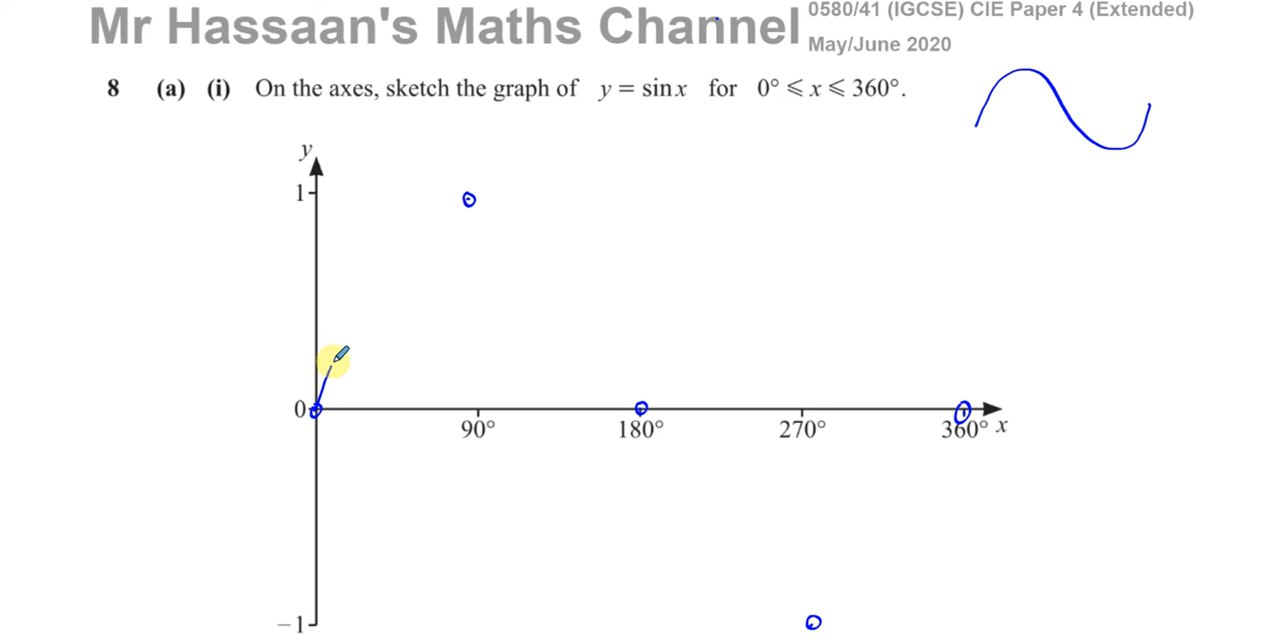 Mr Hassaan's Maths Channel
0580/41 (IGSCE) CIE Paper 4 (Extended)
May/June 2020
8 (a) (i) On the axes, sketch the graph of y = sin x for 0° ⩽ x ⩽ 360°.
y
1
0
90° 180° 270° 360° x
−1